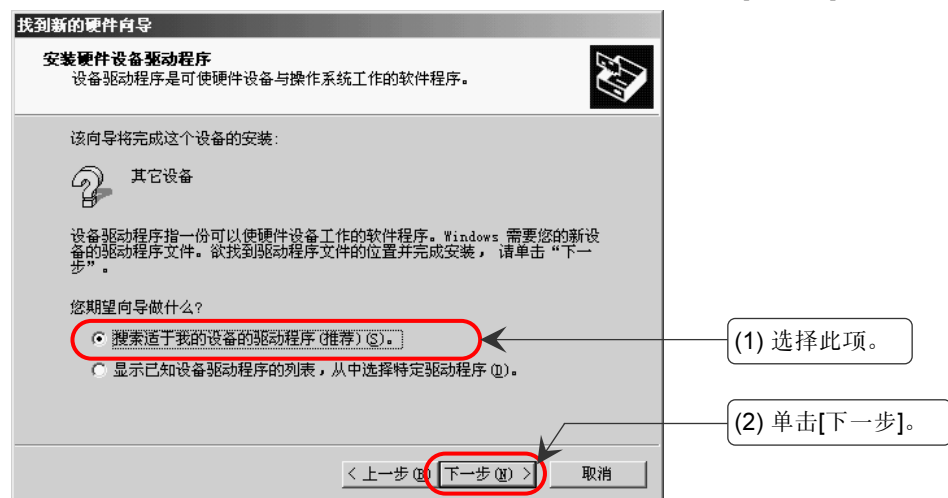 找到新的硬件向导
安装硬件设备驱动程序
设备驱动程序是可使硬件设备与操作系统工作的软件程序。
该向导将完成这个设备的安装:
其它设备
设备驱动程序指一份可以使硬件设备工作的软件程序。Windows 需要您的新设
备的驱动程序文件。欲找到驱动程序文件的位置并完成安装，请单击“下一
步”。
您期望向导做什么?
搜索适于我的设备的驱动程序(推荐)(S)。
(1) 选择此项。
显示已知设备驱动程序的列表，从中选择特定驱动程序(D)。
(2) 单击[下一步]。
< 上一步(B) 下一步(N) > 取消